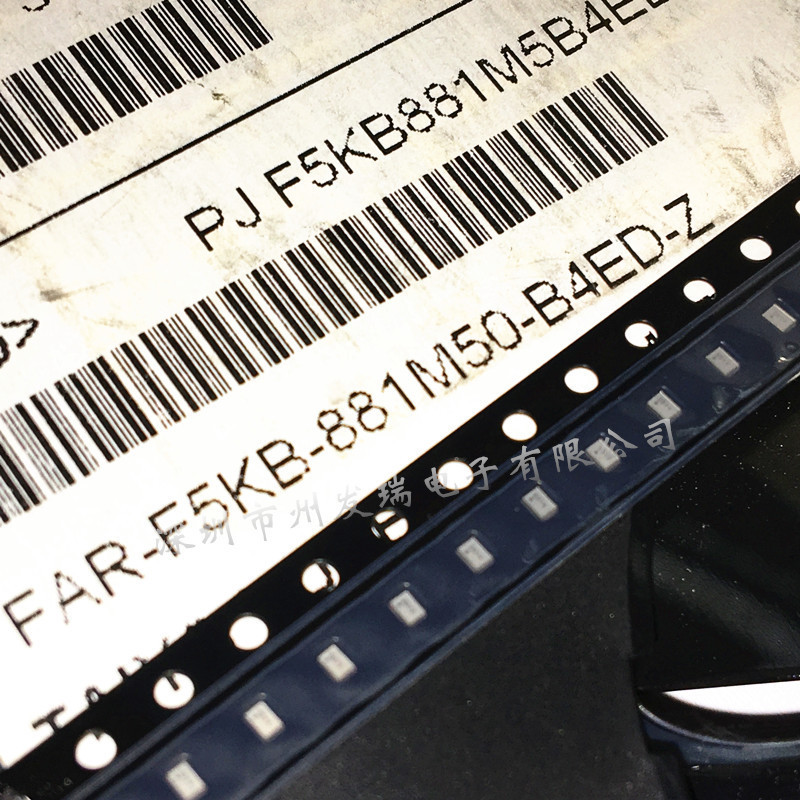 PJ F5KB881M5B4E
FAR-F5KB-881M50-B4ED-Z
深圳市州发瑞电子有限公司